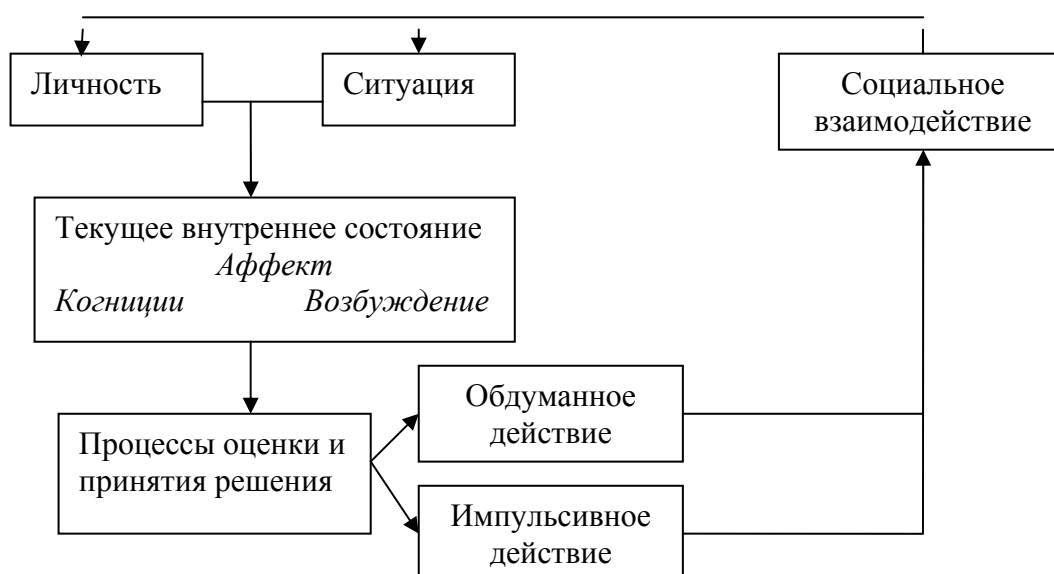 Личность
Ситуация
Социальное
взаимодействие
Текущее внутреннее состояние
Аффект
Когниции Возбуждение
Процессы оценки и
принятия решения
Обдуманное
действие
Импульсивное
действие